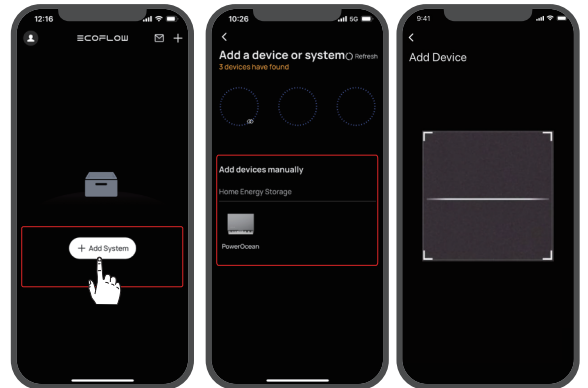 12:16
ECOFLOW
+ Add System
10:26
5G
Add a device or system
Refresh
3 devices have found
Add devices manually
Home Energy Storage
PowerOcean
9:41
Add Device